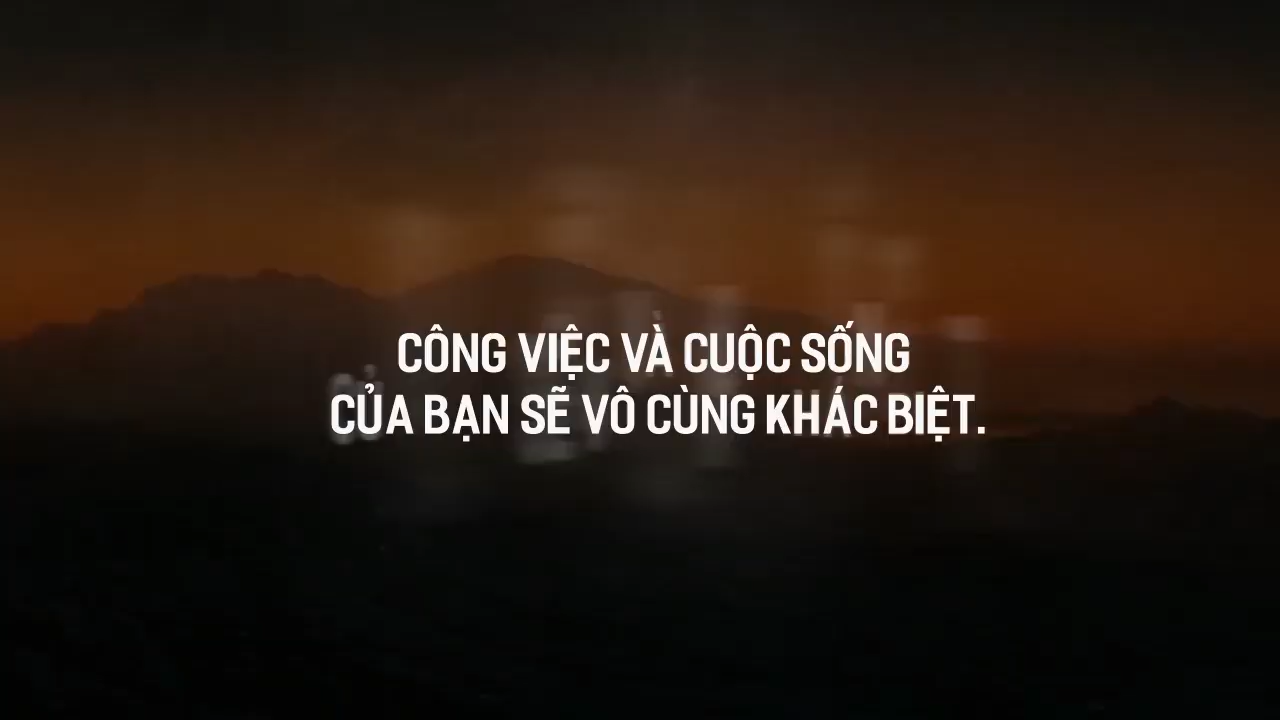 CÔNG VIỆC VÀ CUỘC SỐNG
CỦA BẠN SẼ VÔ CÙNG KHÁC BIỆT.